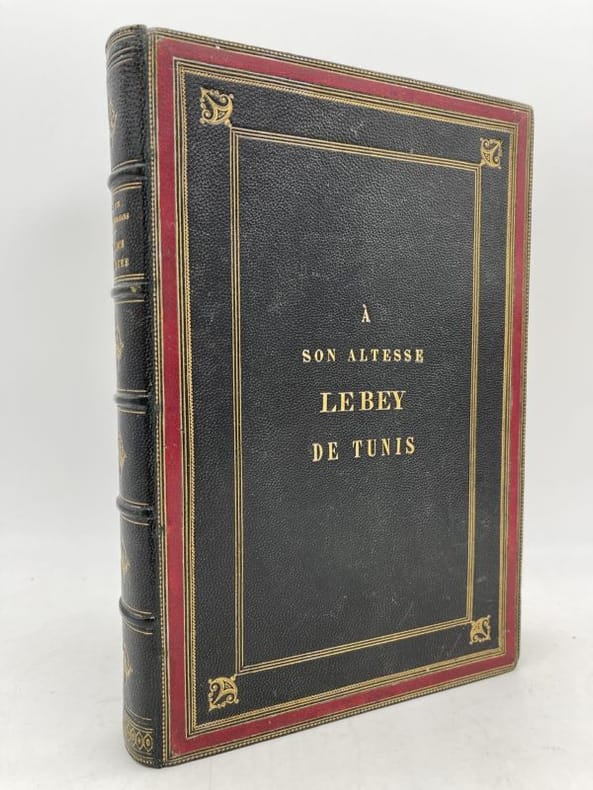 À
SON ALTESSE
LE BEY
DE TUNIS